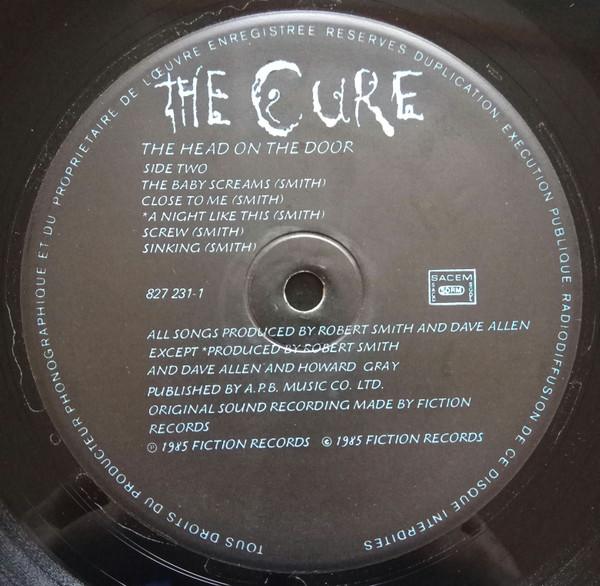 TOUS DROITS DU PRODUCTEUR PHONOGRAPHIQUE ET DU PROPRIETAIRE DE L'ŒUVRE ENREGISTREE RESERVES DUPLICATION EXECUTION PUBLIQUE RADIODIFFUSION DE CE DISQUE INTERDITES
THE CURE
THE HEAD ON THE DOOR
SIDE TWO
THE BABY SCREAMS (SMITH)
CLOSE TO ME (SMITH)
*A NIGHT LIKE THIS (SMITH)
SCREW (SMITH)
SINKING (SMITH)
827 231-1
SACEM
ALL SONGS PRODUCED BY ROBERT SMITH AND DAVE ALLEN
EXCEPT *PRODUCED BY ROBERT SMITH
AND DAVE ALLEN AND HOWARD GRAY
PUBLISHED BY A.P.B. MUSIC CO. LTD.
ORIGINAL SOUND RECORDING MADE BY FICTION
RECORDS
℗ 1985 FICTION RECORDS © 1985 FICTION RECORDS